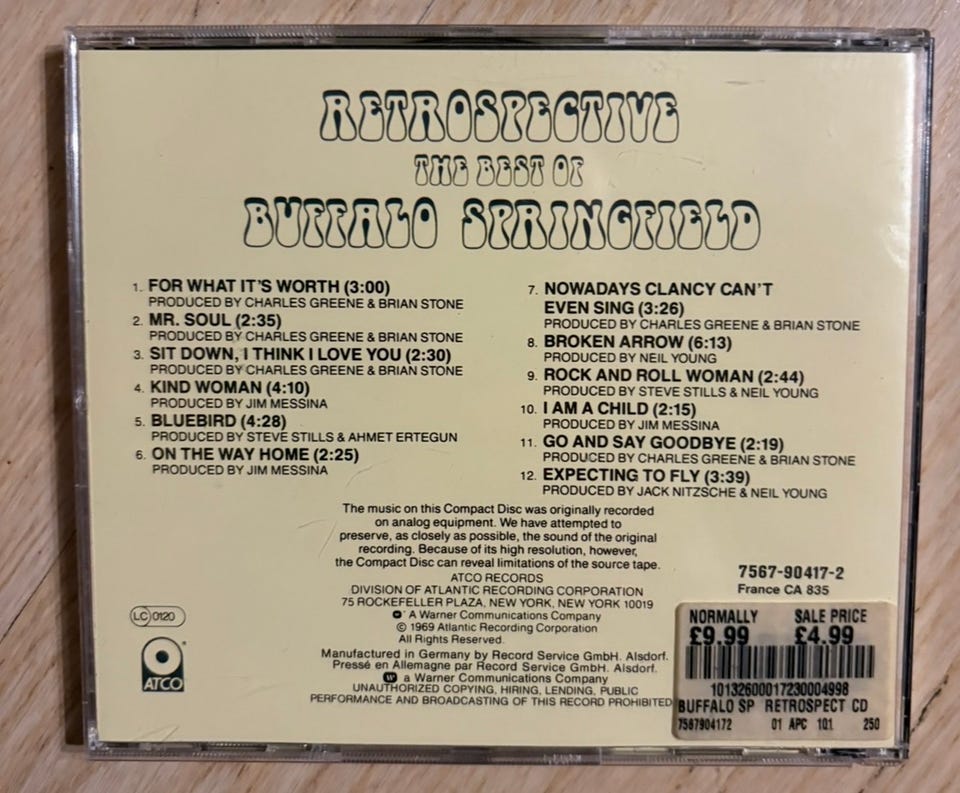 RETROSPECTIVE
THE BEST OF
BUFFALO SPRINGFIELD
1. FOR WHAT IT'S WORTH (3:00)
PRODUCED BY CHARLES GREENE & BRIAN STONE
2. MR. SOUL (2:35)
PRODUCED BY CHARLES GREENE & BRIAN STONE
3. SIT DOWN, I THINK I LOVE YOU (2:30)
PRODUCED BY CHARLES GREENE & BRIAN STONE
4. KIND WOMAN (4:10)
PRODUCED BY JIM MESSINA
5. BLUEBIRD (4:28)
PRODUCED BY STEVE STILLS & AHMET ERTEGUN
6. ON THE WAY HOME (2:25)
PRODUCED BY JIM MESSINA
7. NOWADAYS CLANCY CAN'T
EVEN SING (3:26)
PRODUCED BY CHARLES GREENE & BRIAN STONE
8. BROKEN ARROW (6:13)
PRODUCED BY NEIL YOUNG
9. ROCK AND ROLL WOMAN (2:44)
PRODUCED BY STEVE STILLS & NEIL YOUNG
10. I AM A CHILD (2:15)
PRODUCED BY JIM MESSINA
11. GO AND SAY GOODBYE (2:19)
PRODUCED BY CHARLES GREENE & BRIAN STONE
12. EXPECTING TO FLY (3:39)
PRODUCED BY JACK NITZSCHE & NEIL YOUNG
The music on this Compact Disc was originally recorded
on analog equipment. We have attempted to
preserve, as closely as possible, the sound of the original
recording. Because of its high resolution, however,
the Compact Disc can reveal limitations of the source tape.
ATCO RECORDS
DIVISION OF ATLANTIC RECORDING CORPORATION
75 ROCKEFELLER PLAZA, NEW YORK, NEW YORK 10019
A Warner Communications Company
© 1969 Atlantic Recording Corporation
All Rights Reserved.
Manufactured in Germany by Record Service GmbH. Alsdorf.
Pressé en Allemagne par Record Service GmbH. Alsdorf.
a Warner Communications Company
UNAUTHORIZED COPYING, HIRING, LENDING, PUBLIC
PERFORMANCE AND BROADCASTING OF THIS RECORD PROHIBITED
LC 0120
ATCO
7567-90417-2
France CA 835
NORMALLY SALE PRICE
£9.99 £4.99
10132600017230004998
BUFFALO SP RETROSPECT CD
7567904172 01 APC 101 250